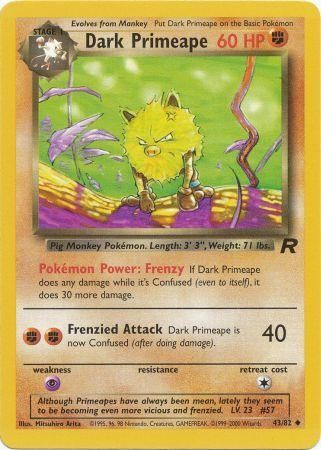 Evolves from Mankey Put Dark Primeape on the Basic Pokémon
STAGE 1
Dark Primeape 60 HP
Pig Monkey Pokémon. Length: 3' 3", Weight: 71 lbs.
R
Pokémon Power: Frenzy If Dark Primeape
does any damage while it's Confused (even to itself), it
does 30 more damage.
Frenzied Attack Dark Primeape is
now Confused (after doing damage).
40
weakness resistance retreat cost
Although Primeapes have always been mean, lately they seem
to be becoming even more vicious and frenzied. LV. 23 #57
Illus. Mitsuhiro Arita ©1995, 96, 98 Nintendo, Creatures, GAMEFREAK. ©1999-2000 Wizards. 43/82